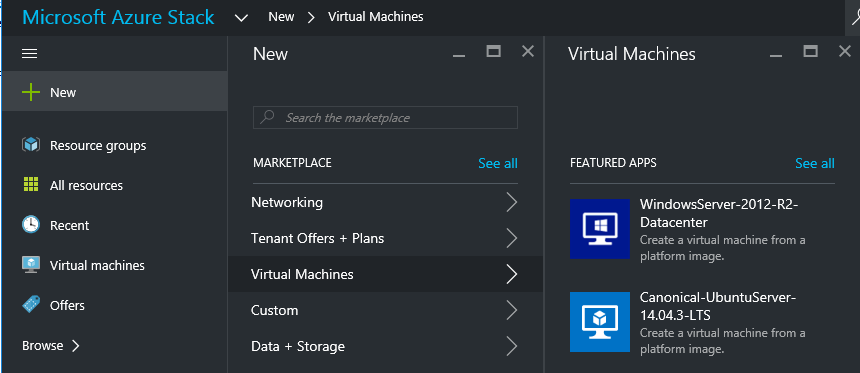 Microsoft Azure Stack
New > Virtual Machines
New
Resource groups
All resources
Recent
Virtual machines
Offers
Browse >
New
Search the marketplace
MARKETPLACE See all
Networking
Tenant Offers + Plans
Virtual Machines
Custom
Data + Storage
Virtual Machines
FEATURED APPS See all
WindowsServer-2012-R2-
Datacenter
Create a virtual machine from a
platform image.
Canonical-UbuntuServer-
14.04.3-LTS
Create a virtual machine from a
platform image.